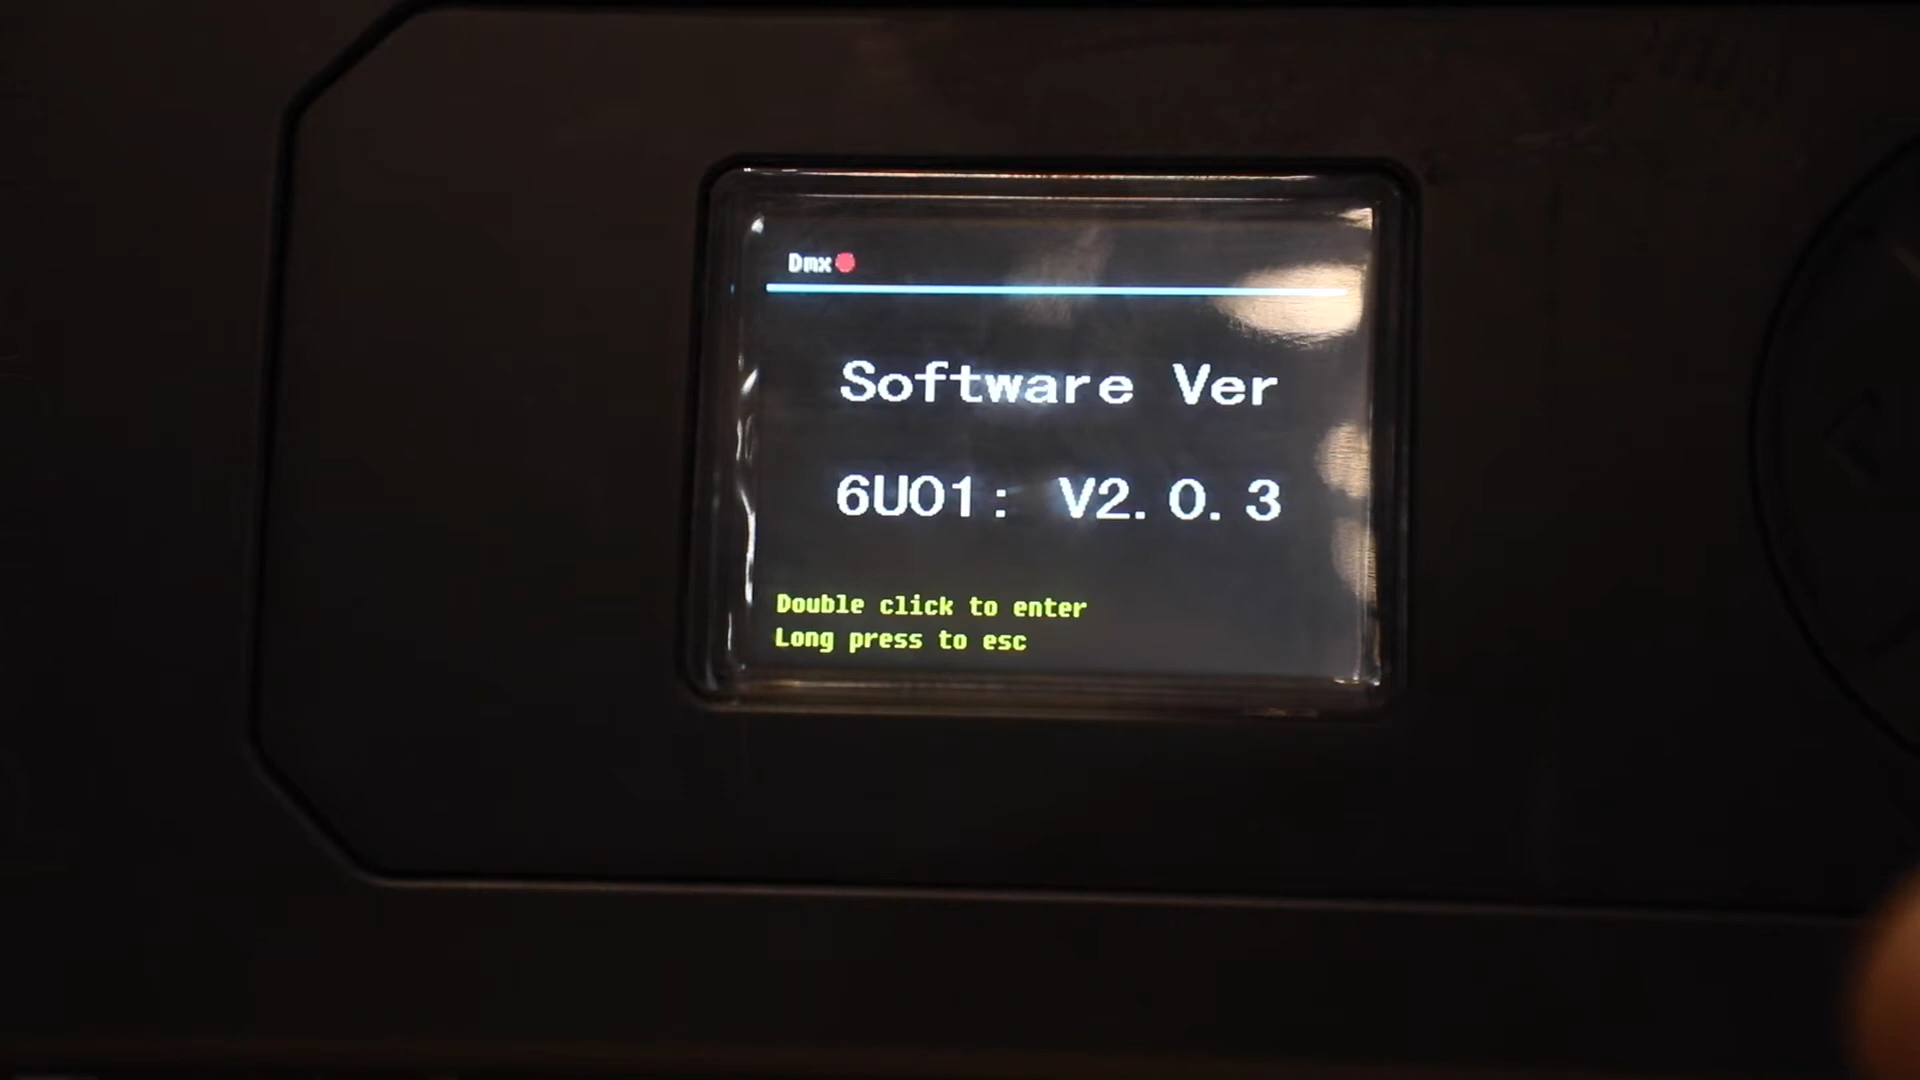 Dmx
Software Ver
6U01: V2.0.3
Double click to enter
Long press to esc